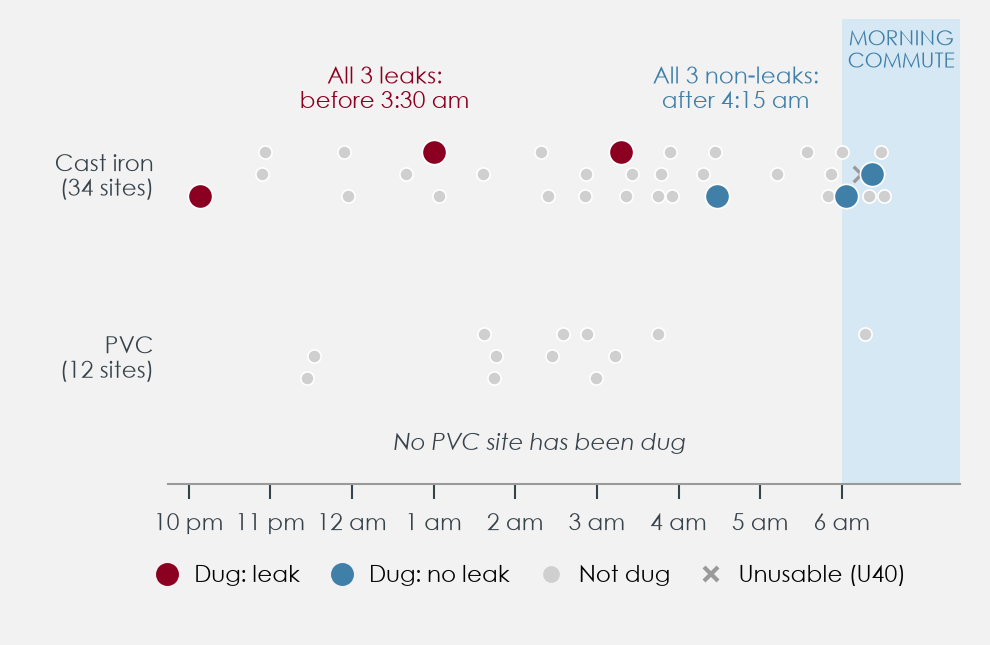 MORNING
COMMUTE
All 3 leaks:
before 3:30 am
All 3 non-leaks:
after 4:15 am
Cast iron
(34 sites)
PVC
(12 sites)
No PVC site has been dug
10 pm 11 pm 12 am 1 am 2 am 3 am 4 am 5 am 6 am
Dug: leak Dug: no leak Not dug Unusable (U40)